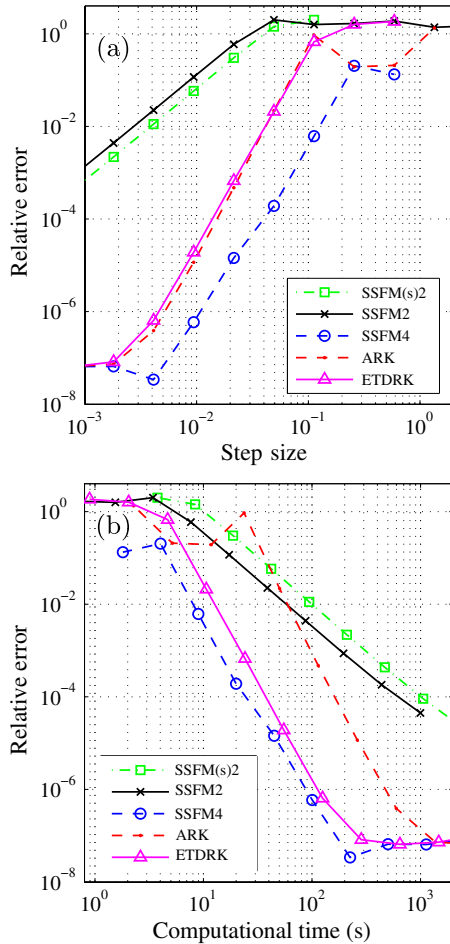 (a)
10^0
10^-2
10^-4
10^-6
10^-8
Relative error
SSFM(s)2
SSFM2
SSFM4
ARK
ETDRK
10^-3
10^-2
10^-1
10^0
Step size
(b)
10^0
10^-2
10^-4
10^-6
10^-8
Relative error
SSFM(s)2
SSFM2
SSFM4
ARK
ETDRK
10^0
10^1
10^2
10^3
Computational time (s)